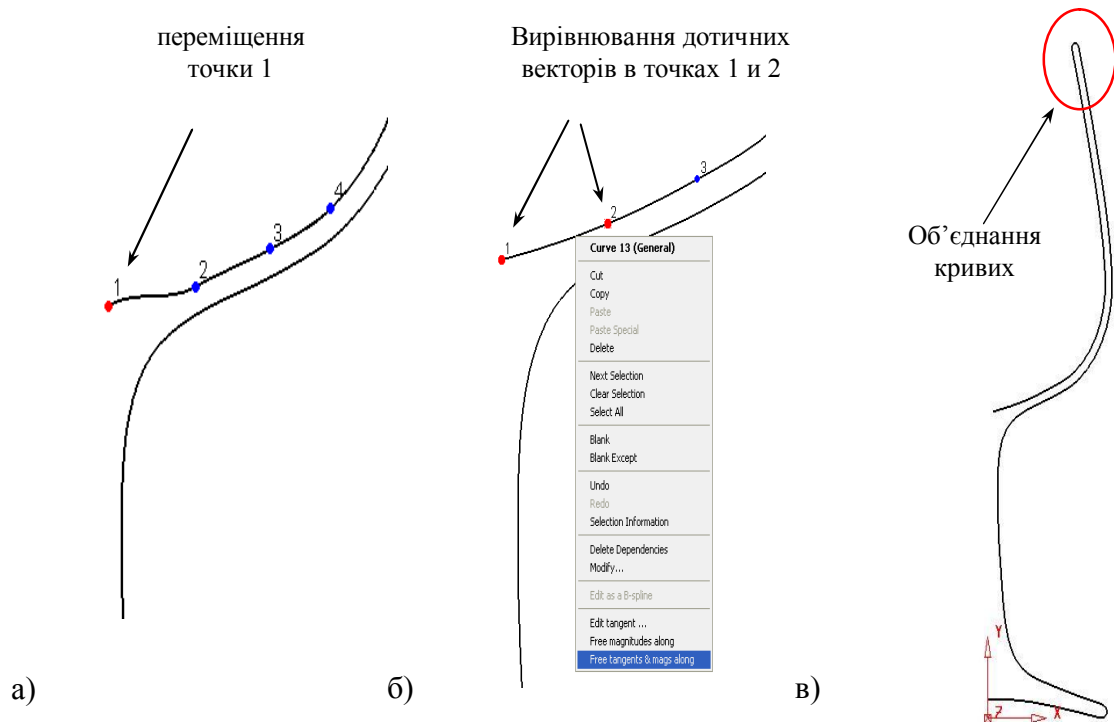 переміщення
точки 1
1
2
3
4
а)
Вирівнювання дотичних
векторів в точках 1 и 2
1
2
3
Curve 13 (General)
Cut
Copy
Paste
Paste Special
Delete
Next Selection
Clear Selection
Select All
Blank
Blank Except
Undo
Redo
Selection Information
Delete Dependencies
Modify...
Edit as a B-spline
Edit tangent ...
Free magnitudes along
Free tangents & mags along
б)
Об’єднання
кривих
Y
Z
X
в)